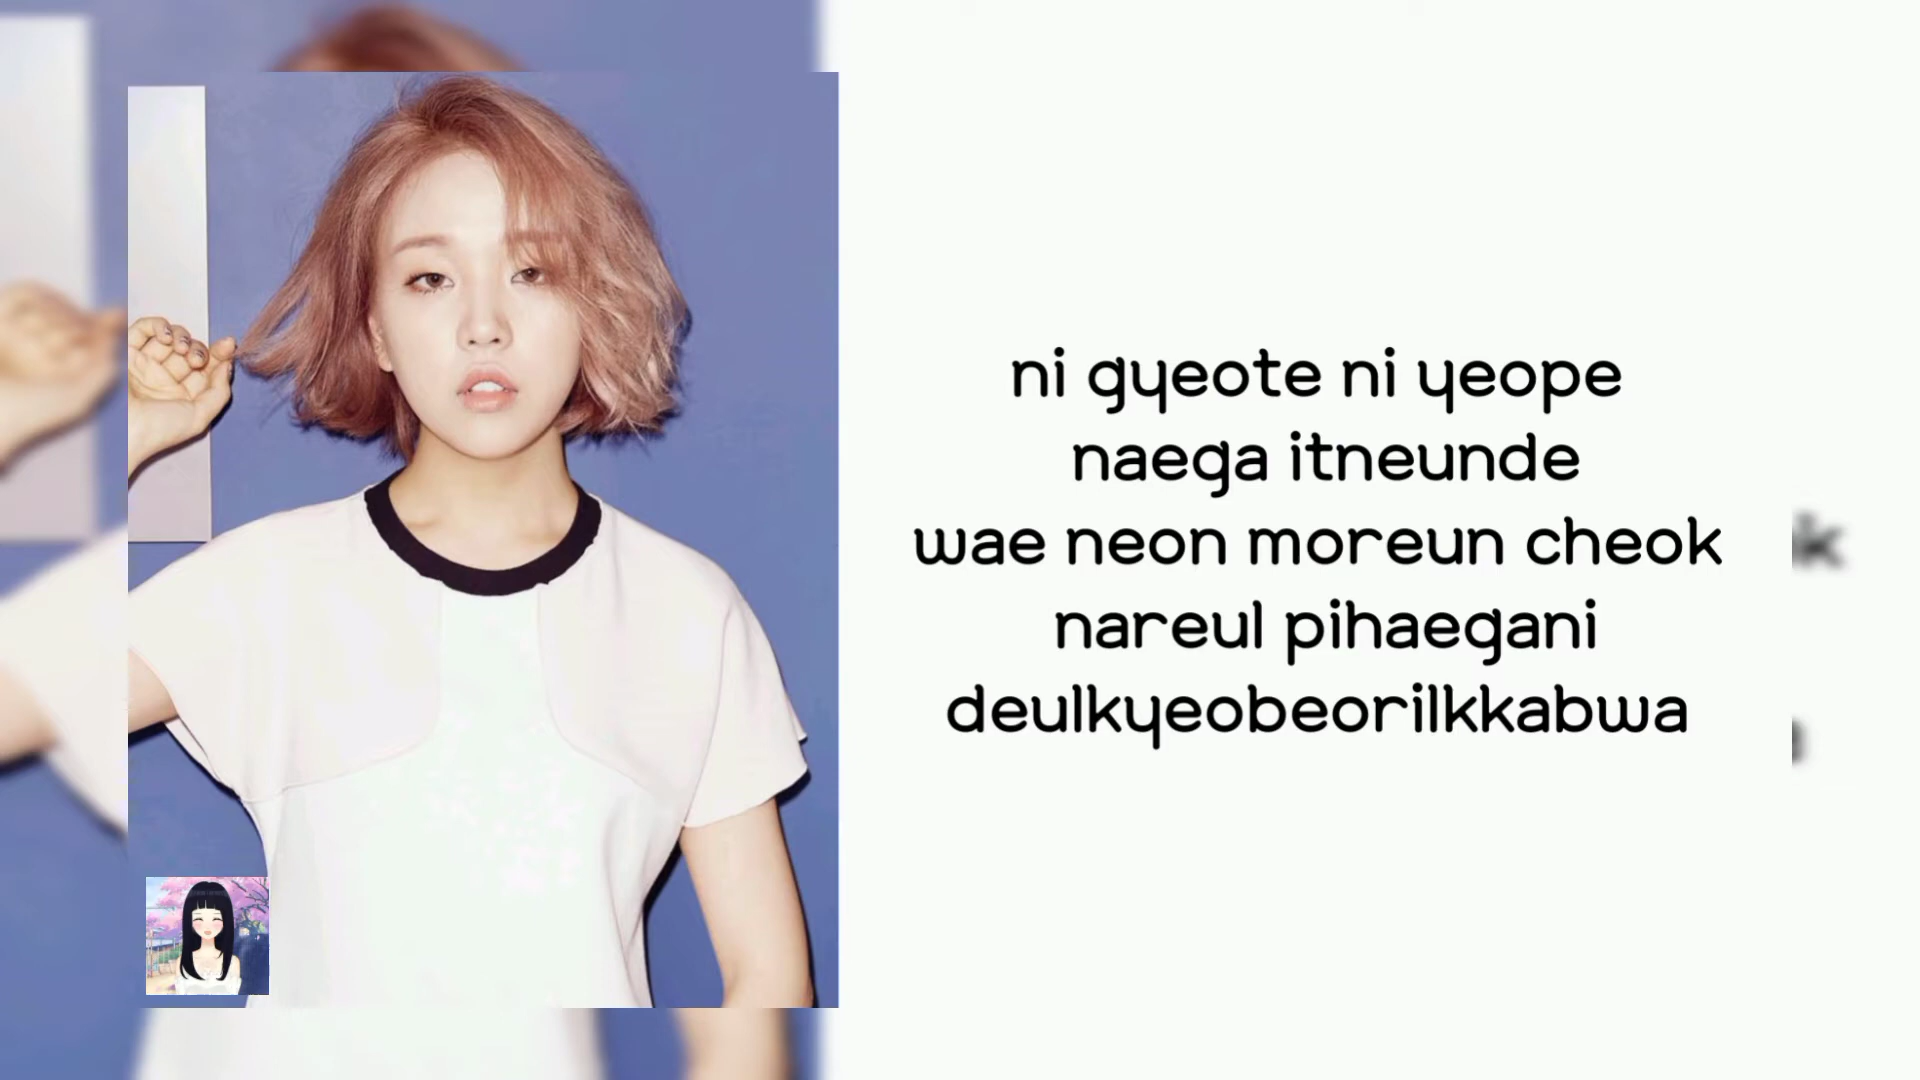 ni gyeote ni yeope
naega itneunde
wae neon moreun cheok
nareul pihaegani
deulkyeobeorilkkabwa